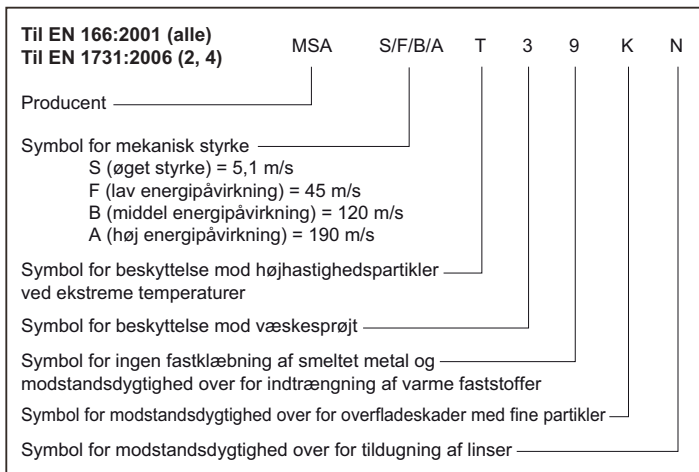 Til EN 166:2001 (alle)
Til EN 1731:2006 (2, 4)
MSA S/F/B/A T 3 9 K N
Producent
Symbol for mekanisk styrke
S (øget styrke) = 5,1 m/s
F (lav energipåvirkning) = 45 m/s
B (middel energipåvirkning) = 120 m/s
A (høj energipåvirkning) = 190 m/s
Symbol for beskyttelse mod højhastighedspartikler
ved ekstreme temperaturer
Symbol for beskyttelse mod væskesprøjt
Symbol for ingen fastklæbning af smeltet metal og
modstandsdygtighed over for indtrængning af varme faststoffer
Symbol for modstandsdygtighed over for overfladeskader med fine partikler
Symbol for modstandsdygtighed over for tildugning af linser